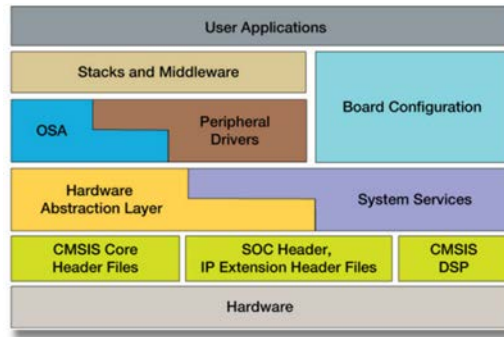 User Applications
Stacks and Middleware
Board Configuration
OSA
Peripheral
Drivers
Hardware
Abstraction Layer
System Services
CMSIS Core
Header Files
SOC Header,
IP Extension Header Files
CMSIS
DSP
Hardware